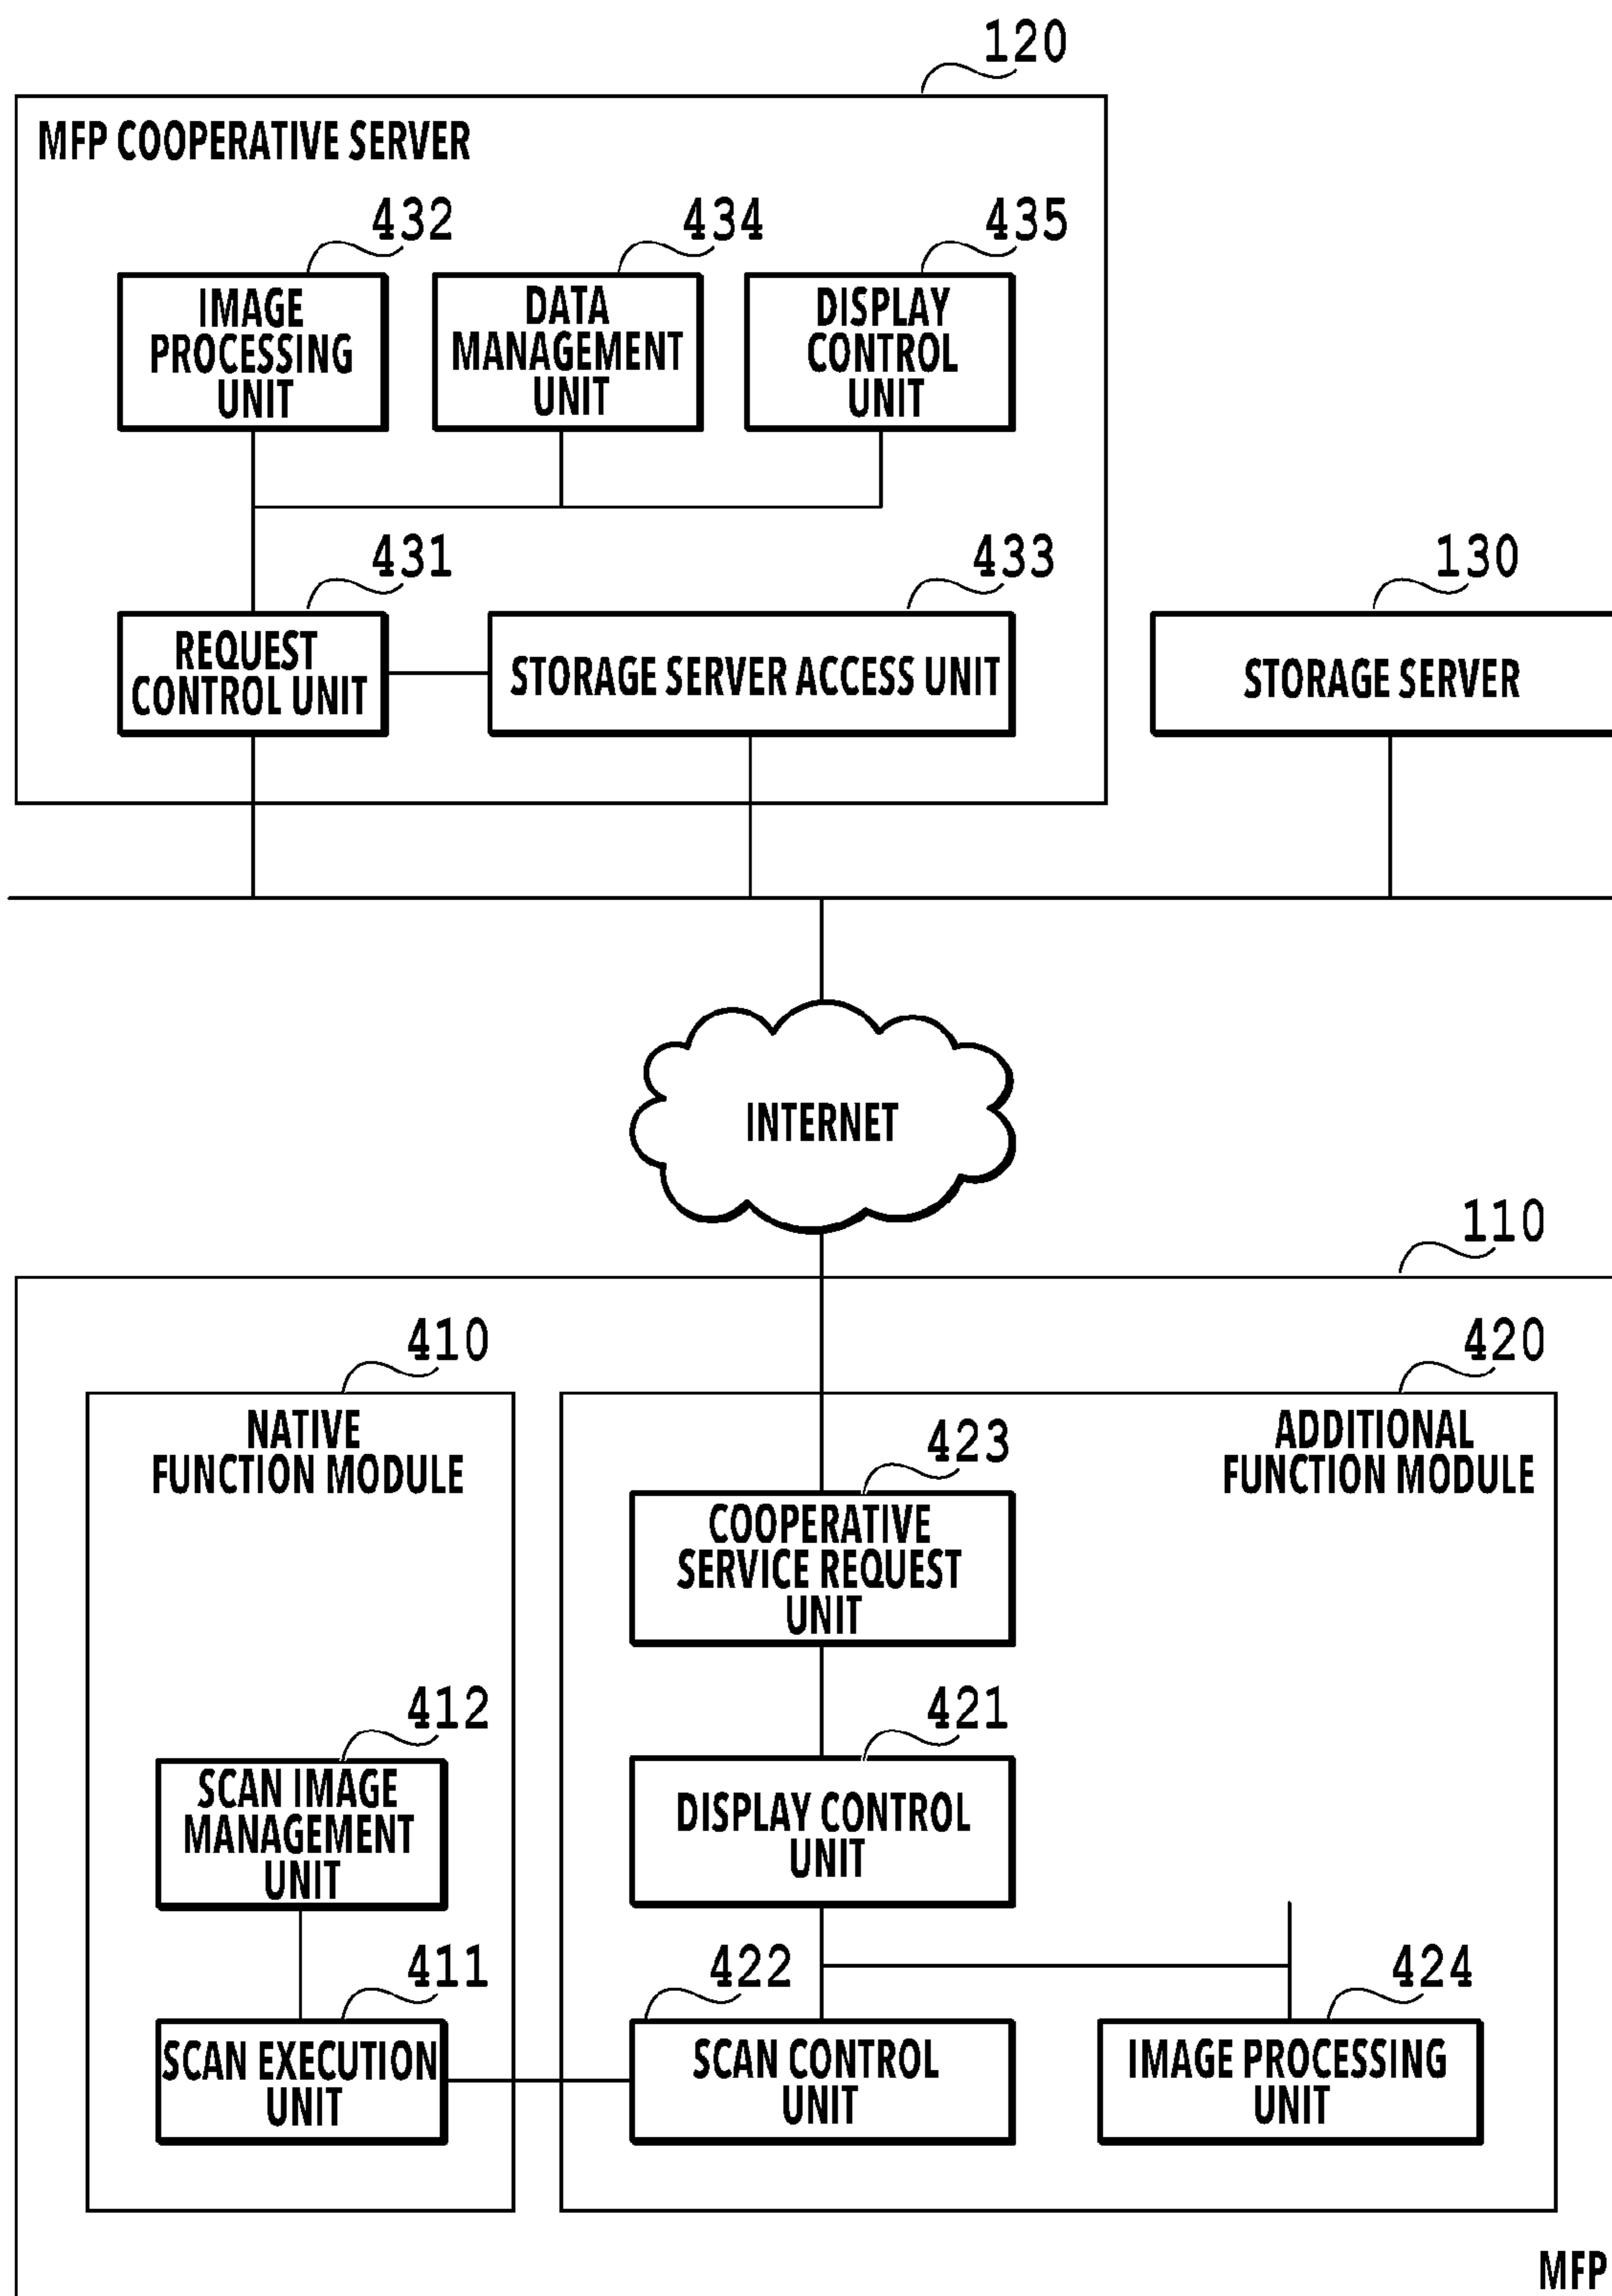 120
MFP COOPERATIVE SERVER
432
434
435
IMAGE
PROCESSING
UNIT
DATA
MANAGEMENT
UNIT
DISPLAY
CONTROL
UNIT
431
433
130
REQUEST
CONTROL UNIT
STORAGE SERVER ACCESS UNIT
STORAGE SERVER
INTERNET
110
410
420
NATIVE
FUNCTION MODULE
ADDITIONAL
FUNCTION MODULE
423
COOPERATIVE
SERVICE REQUEST
UNIT
412
421
SCAN IMAGE
MANAGEMENT
UNIT
DISPLAY CONTROL
UNIT
411
422
424
SCAN EXECUTION
UNIT
SCAN CONTROL
UNIT
IMAGE PROCESSING
UNIT
MFP